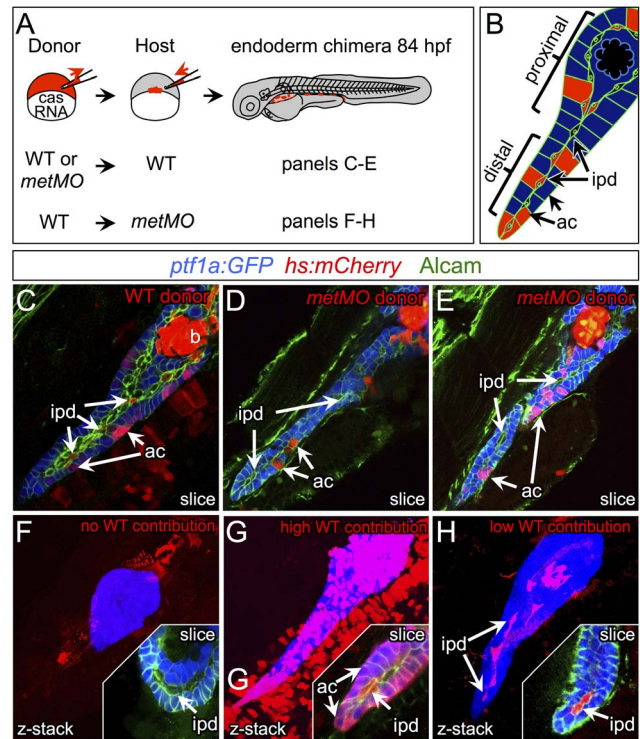 A
Donor
Host
endoderm chimera 84 hpf
cas
RNA
WT or
metMO
WT
panels C-E
WT
metMO
panels F-H
B
proximal
distal
ipd
ac
ptf1a:GFP hs:mCherry Alcam
C
WT donor
b
ipd
ac
slice
D
metMO donor
ipd
ac
slice
E
metMO donor
ipd
ac
slice
F
no WT contribution
slice
ipd
z-stack
G
high WT contribution
slice
G
ac
ipd
z-stack
H
low WT contribution
ipd
slice
ipd
z-stack